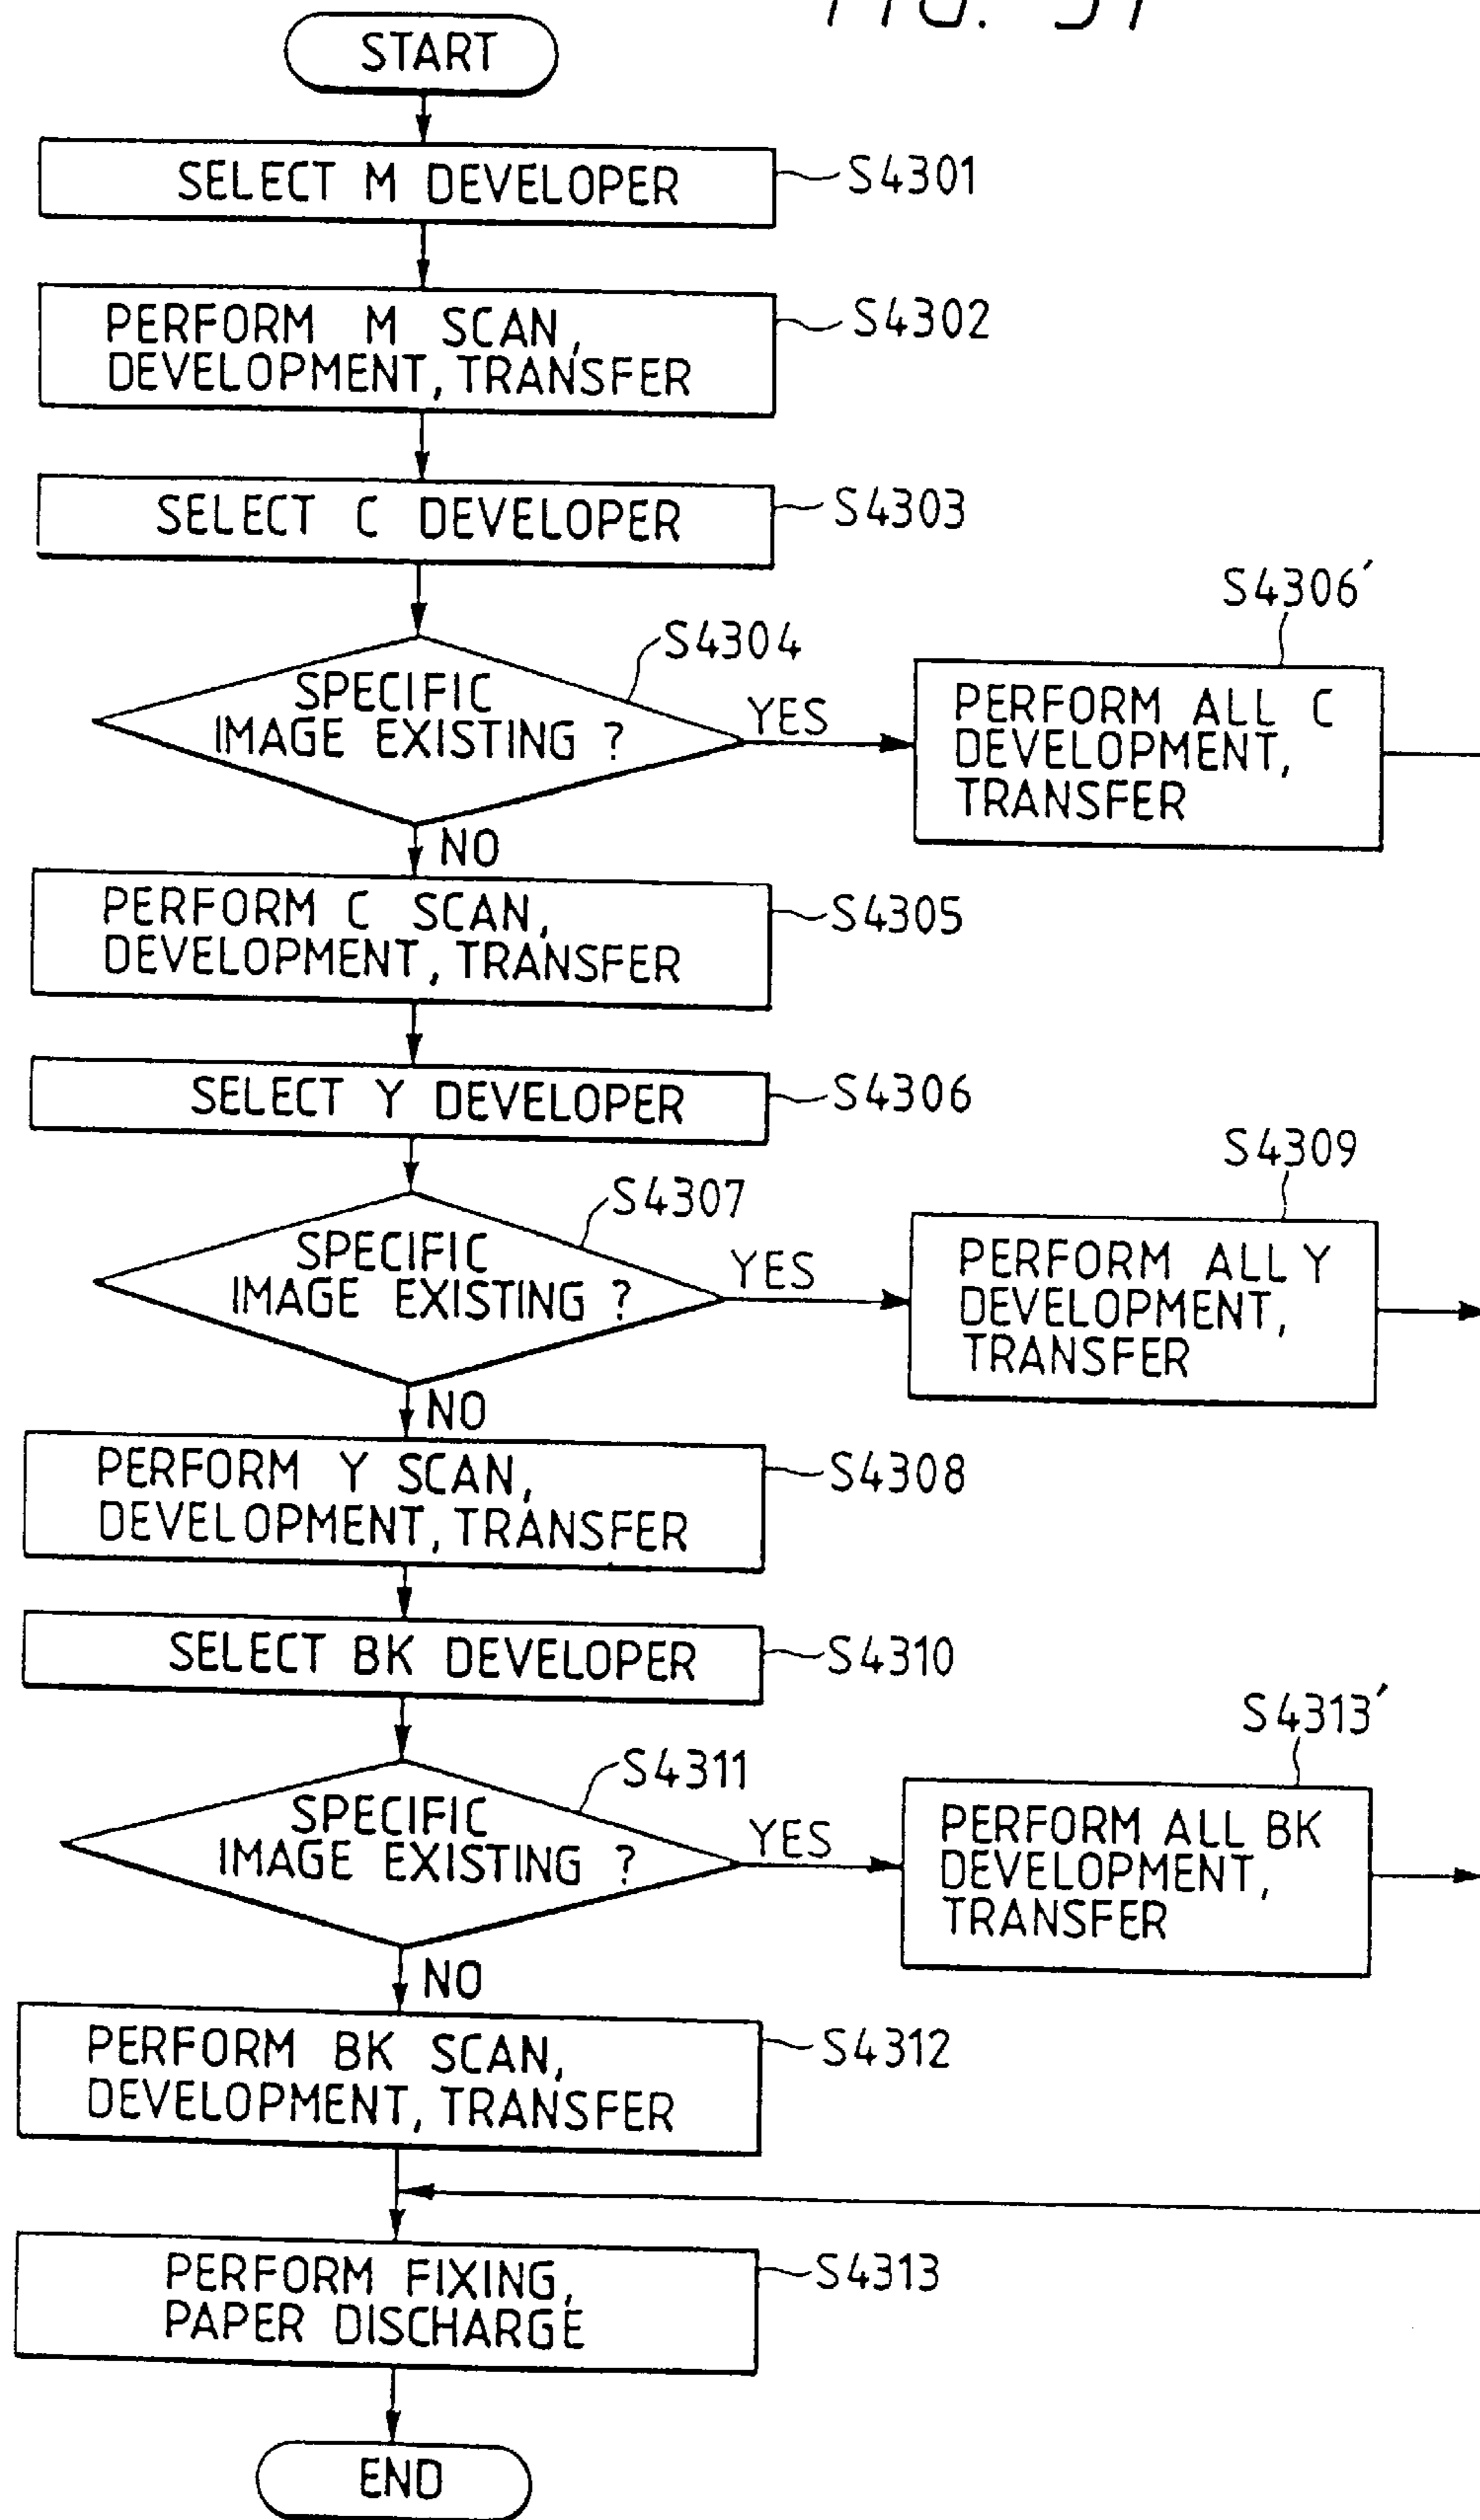 START
SELECT M DEVELOPER
S4301
PERFORM M SCAN,
DEVELOPMENT, TRANSFER
S4302
SELECT C DEVELOPER
S4303
SPECIFIC
IMAGE EXISTING ?
S4304
YES
S4306'
PERFORM ALL C
DEVELOPMENT,
TRANSFER
NO
PERFORM C SCAN,
DEVELOPMENT, TRANSFER
S4305
SELECT Y DEVELOPER
S4306
SPECIFIC
IMAGE EXISTING ?
S4307
YES
S4309
PERFORM ALL Y
DEVELOPMENT,
TRANSFER
NO
PERFORM Y SCAN,
DEVELOPMENT, TRANSFER
S4308
SELECT BK DEVELOPER
S4310
SPECIFIC
IMAGE EXISTING ?
S4311
YES
S4313'
PERFORM ALL BK
DEVELOPMENT,
TRANSFER
NO
PERFORM BK SCAN,
DEVELOPMENT, TRANSFER
S4312
PERFORM FIXING,
PAPER DISCHARGE
S4313
END